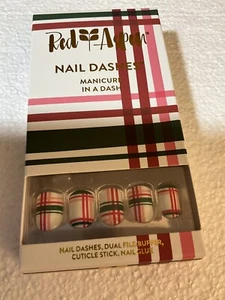 Red Aspen
NAIL DASHES
MANICURE
IN A DASH
NAIL DASHES, DUAL FILE/BUFFER,
CUTICLE STICK, NAIL GLUE